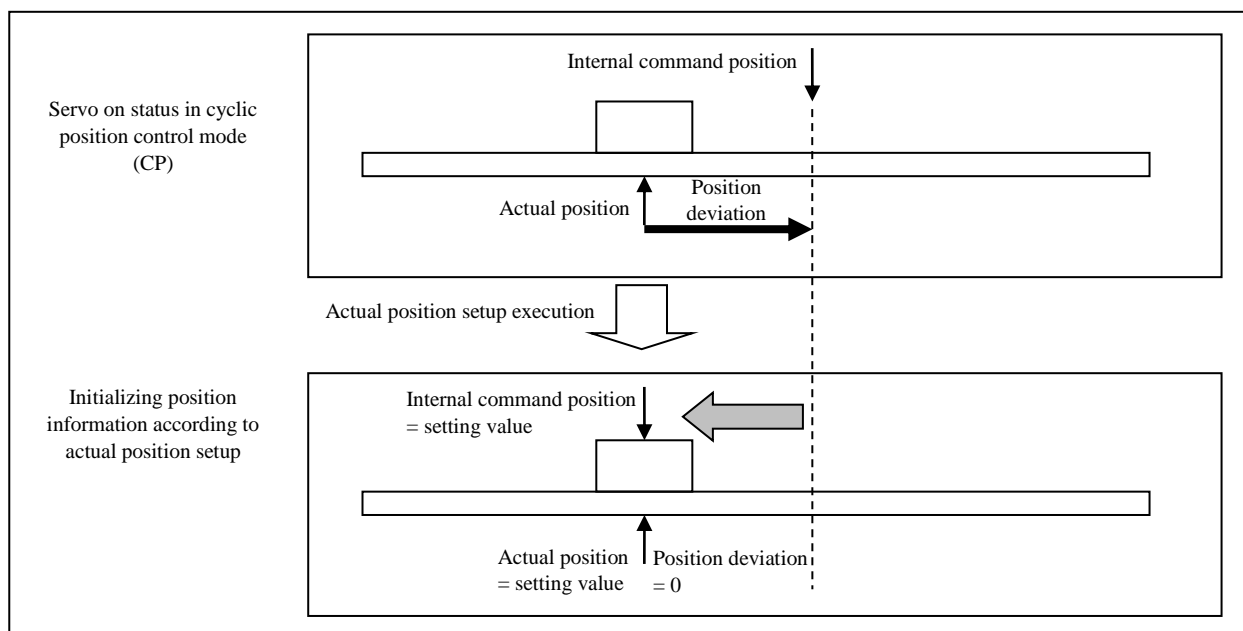 Internal command position
Servo on status in cyclic
position control mode
(CP)
Position
deviation
Actual position
Actual position setup execution
Initializing position
information according to
actual position setup
Internal command position
= setting value
Actual position
= setting value
Position deviation
= 0